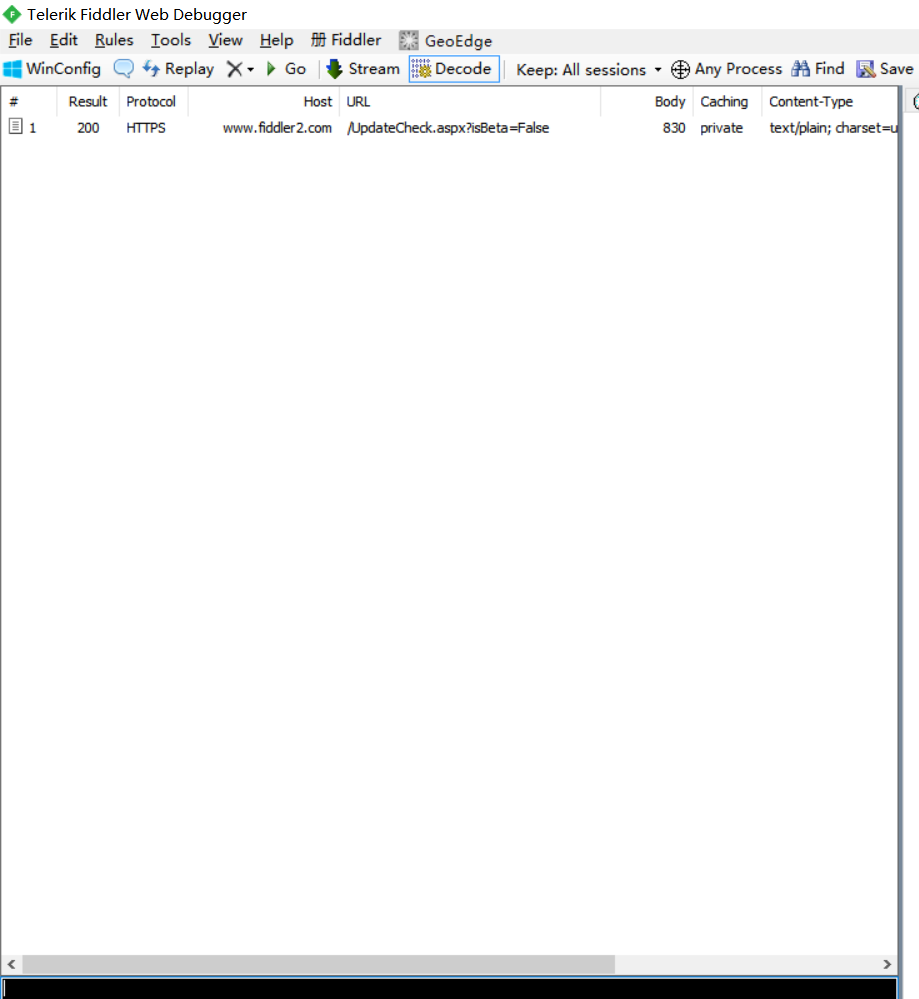 Telerik Fiddler Web Debugger
File Edit Rules Tools View Help Fiddler GeoEdge
WinConfig Replay Go Stream Decode Keep: All sessions Any Process Find Save
# Result Protocol Host URL Body Caching Content-Type
1 200 HTTPS www.fiddler2.com /UpdateCheck.aspx?isBeta=False 830 private text/plain; charset=u